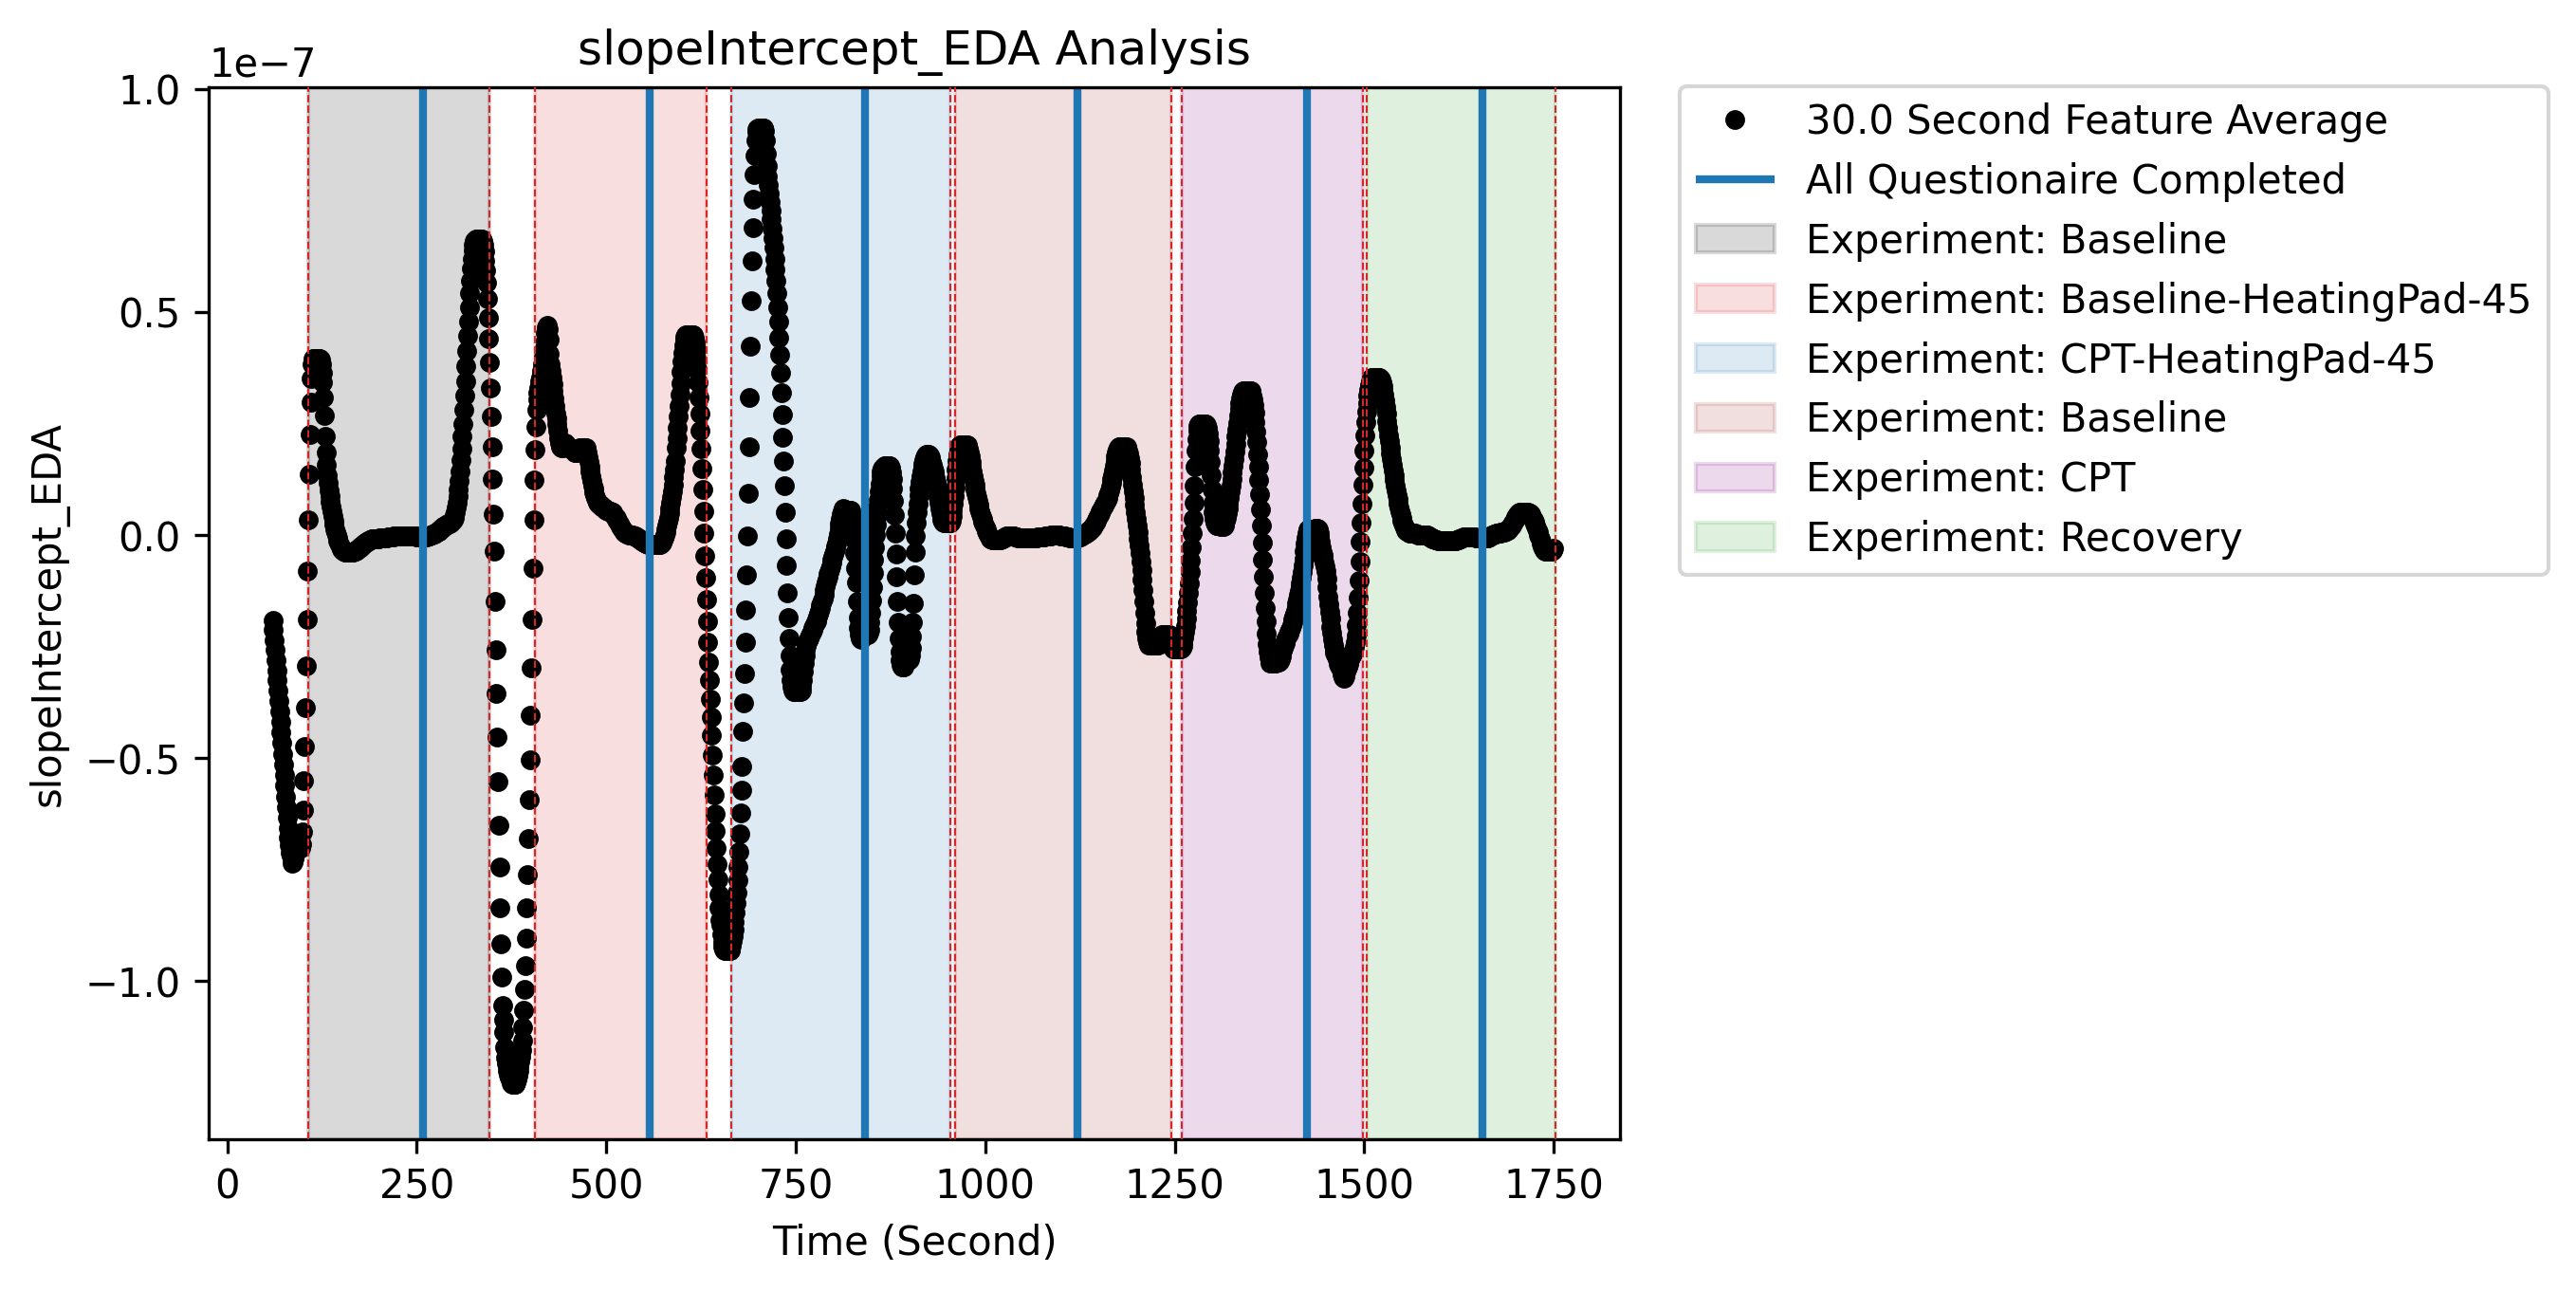 slopeIntercept_EDA Analysis
1e−7
1.0
0.5
0.0
−0.5
−1.0
slopeIntercept_EDA
0 250 500 750 1000 1250 1500 1750
Time (Second)
30.0 Second Feature Average
All Questionaire Completed
Experiment: Baseline
Experiment: Baseline-HeatingPad-45
Experiment: CPT-HeatingPad-45
Experiment: Baseline
Experiment: CPT
Experiment: Recovery